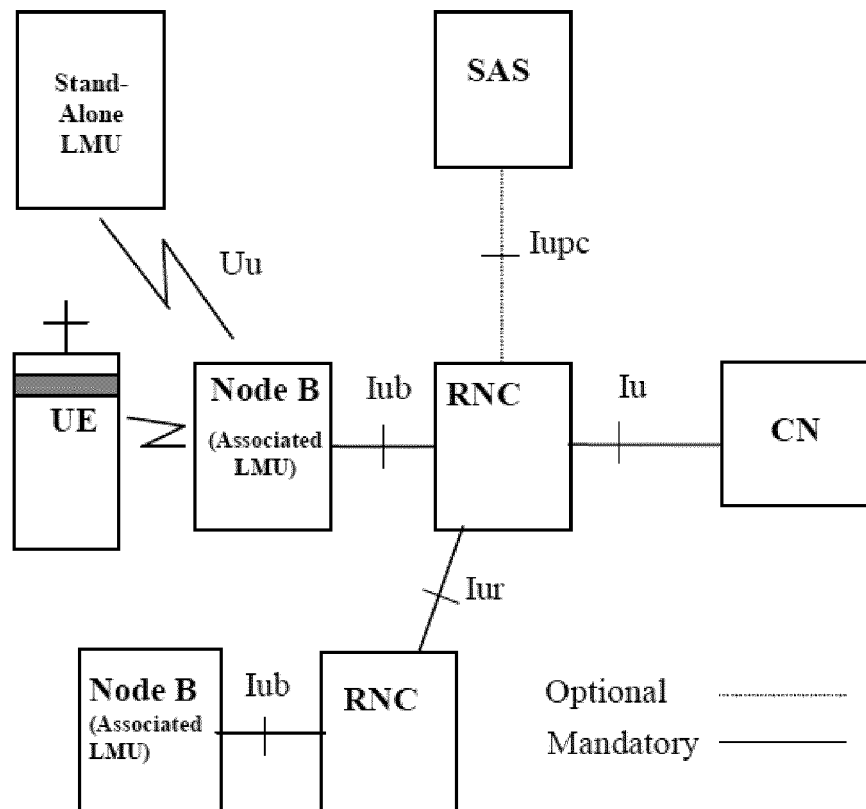 Stand-
Alone
LMU
SAS
Uu
Iupc
UE
Node B
(Associated
LMU)
Iub
RNC
Iu
CN
Iur
Node B
(Associated
LMU)
Iub
RNC
Optional
Mandatory